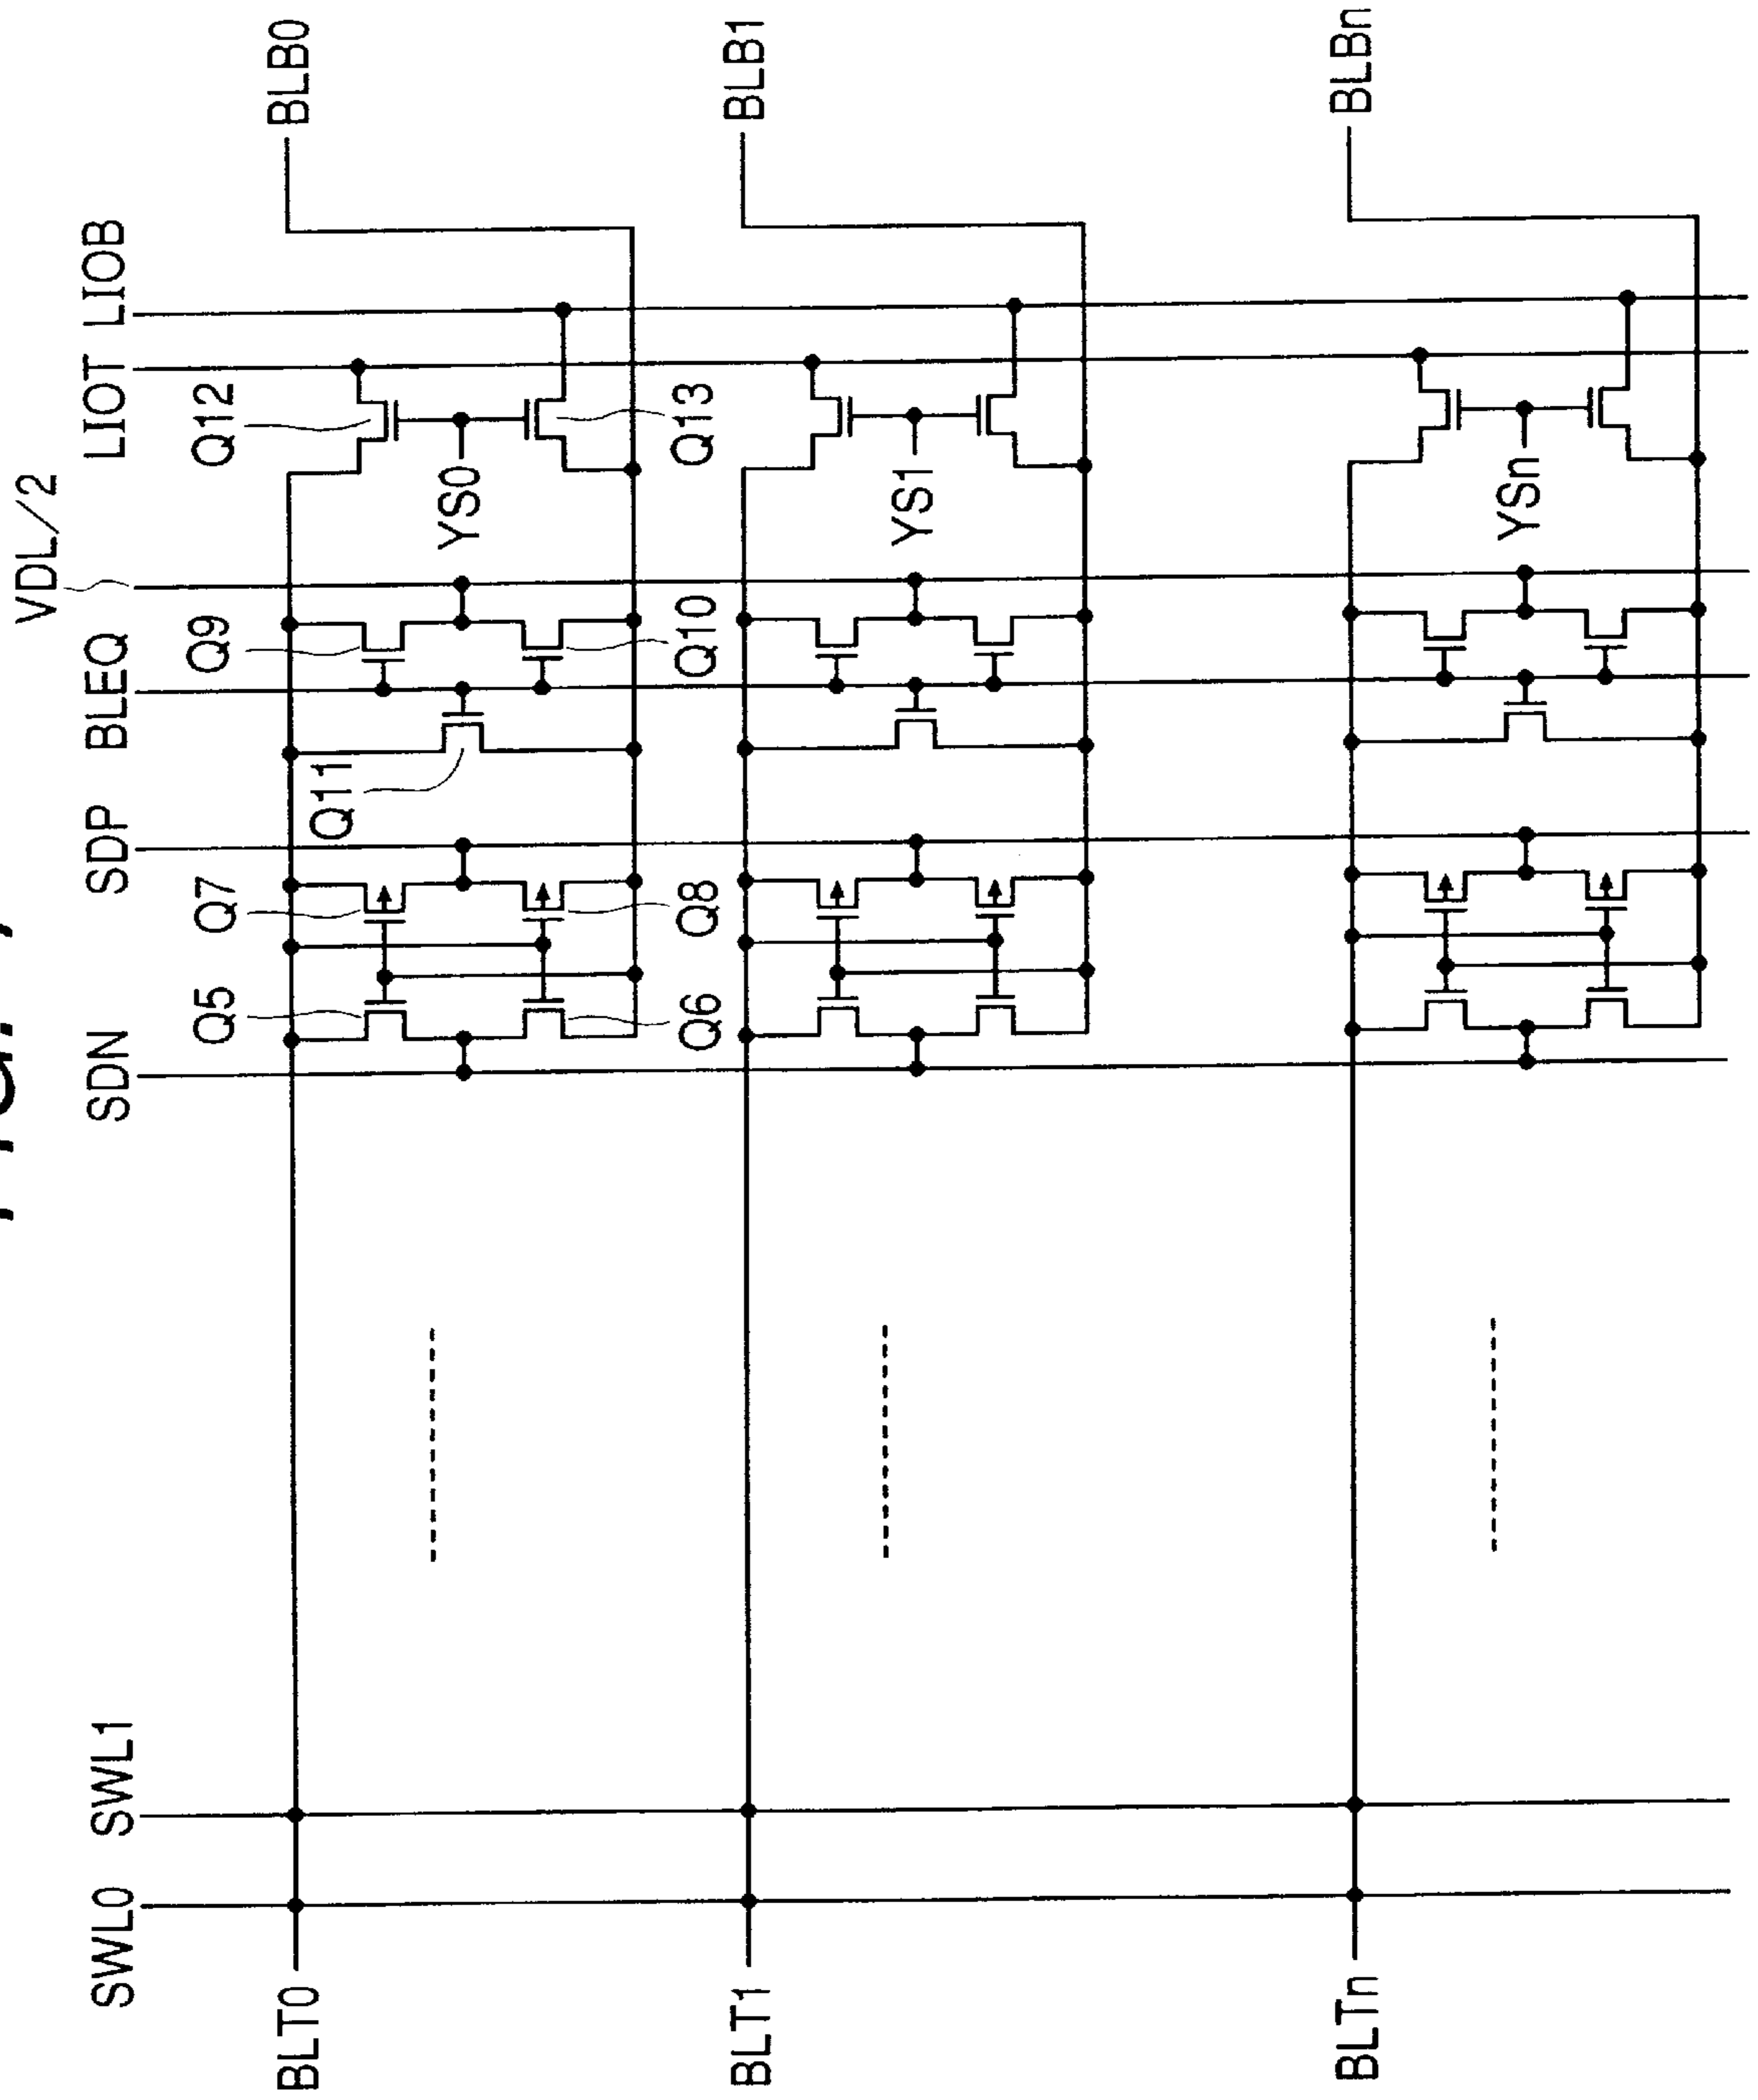 VDL/2
SWL0 SWL1 SDN SDP BLEQ LIOT LIOB
Q5 Q7 Q9 Q12
BLT0 BLB0
Q11
YS0
Q6 Q8 Q10 Q13
BLT1 BLB1
YS1
BLTn BLBn
YSn